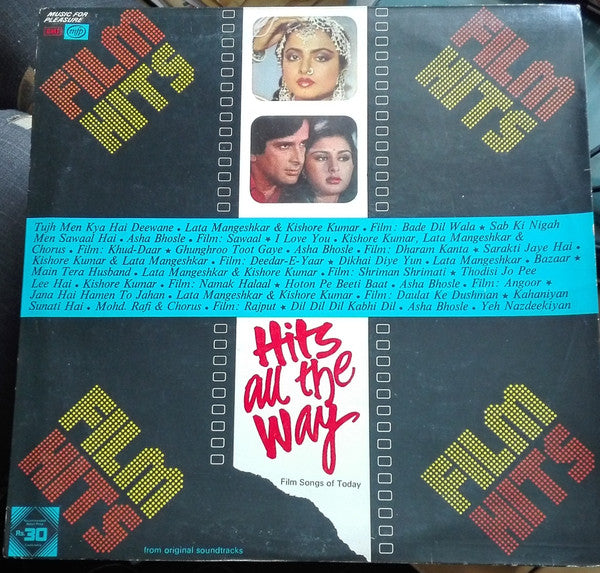 MUSIC FOR
PLEASURE
EMI mfp
FILM
HITS
FILM
HITS
Tujh Men Kya Hai Deewane • Lata Mangeshkar & Kishore Kumar • Film: Bade Dil Wala ★ Sab Ki Nigah
Men Sawaal Hai • Asha Bhosle • Film: Sawaal ★ I Love You • Kishore Kumar, Lata Mangeshkar &
Chorus • Film: Khud-Daar ★ Ghunghroo Toot Gaye • Asha Bhosle • Film: Dharam Kanta ★ Sarakti Jaye Hai •
Kishore Kumar & Lata Mangeshkar • Film: Deedar-E-Yaar ★ Dikhai Diye Yun • Lata Mangeshkar • Bazaar ★
Main Tera Husband • Lata Mangeshkar & Kishore Kumar • Film: Shriman Shrimati ★ Thodisi Jo Pee
Lee Hai • Kishore Kumar • Film: Namak Halaal ★ Hoton Pe Beeti Baat • Asha Bhosle • Film: Angoor ★
Jana Hai Hamen To Jahan • Lata Mangeshkar & Kishore Kumar • Film: Daulat Ke Dushman ★ Kahaniyan
Sunati Hai • Mohd. Rafi & Chorus • Film: Rajput ★ Dil Dil Dil Kabhi Dil • Asha Bhosle • Yeh Nazdeekiyan
Hits
all the
Way
Film Songs of Today
FILM
HITS
FILM
HITS
Rs.30
from original soundtracks